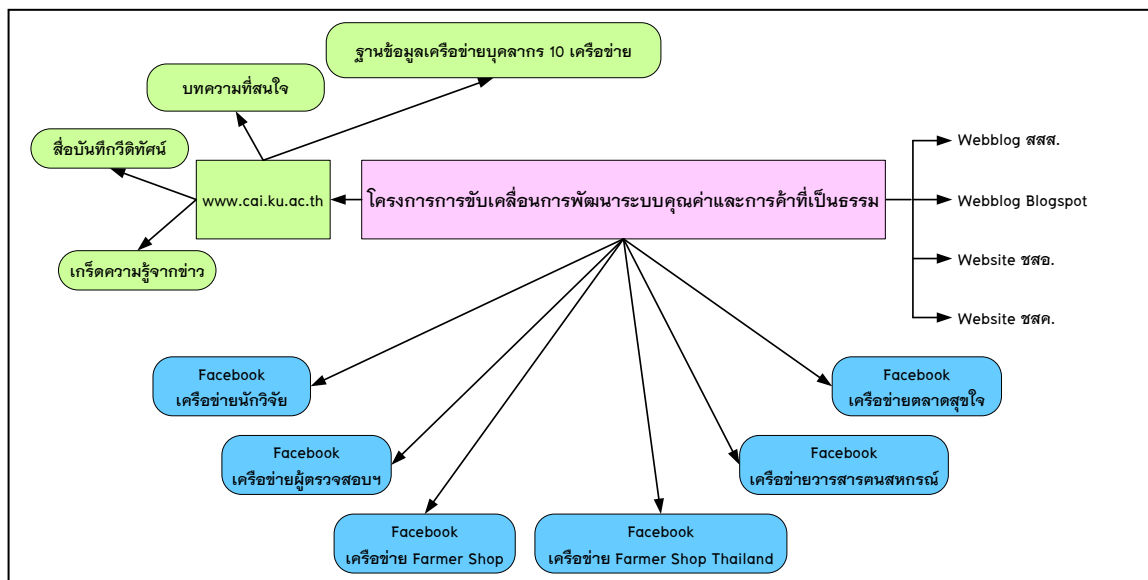 ฐานข้อมูลเครือข่ายบุคลากร 10 เครือข่าย
บทความที่สนใจ
สื่อบันทึกวีดิทัศน์
www.cai.ku.ac.th
โครงการการขับเคลื่อนการพัฒนาระบบคุณค่าและการค้าที่เป็นธรรม
เกร็ดความรู้จากข่าว
Webblog สสส.
Webblog Blogspot
Website ชสอ.
Website ชสค.
Facebook
เครือข่ายนักวิจัย
Facebook
เครือข่ายตลาดสุขใจ
Facebook
เครือข่ายผู้ตรวจสอบฯ
Facebook
เครือข่ายวารสารฅนสหกรณ์
Facebook
เครือข่าย Farmer Shop
Facebook
เครือข่าย Farmer Shop Thailand